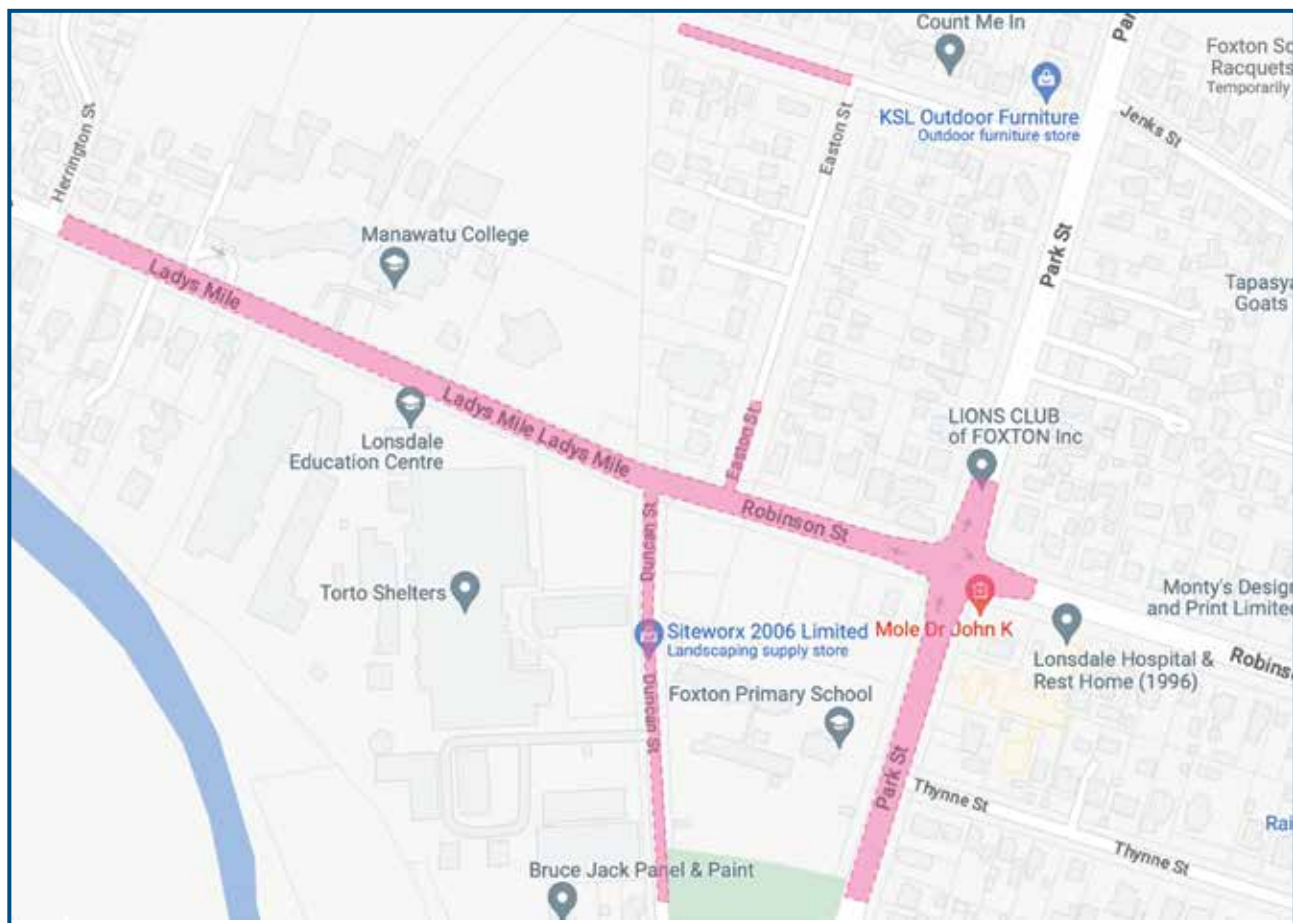 Count Me In
Par
Foxton Sc
Racquets
Temporarily
KSL Outdoor Furniture
Outdoor furniture store
Jenks St
Herrington St
Easton St
Manawatu College
Park St
Tapasya
Goats
Ladys Mile
Ladys Mile Ladys Mile
LIONS CLUB
of FOXTON Inc
Lonsdale
Education Centre
Easton St
Robinson St
Duncan St
Torto Shelters
Monty's Design
and Print Limited
Siteworx 2006 Limited
Landscaping supply store
Mole Dr John K
Lonsdale Hospital &
Rest Home (1996)
Robins
Foxton Primary School
Duncan St
Park St
Thynne St
Rai
Thynne St
Bruce Jack Panel & Paint